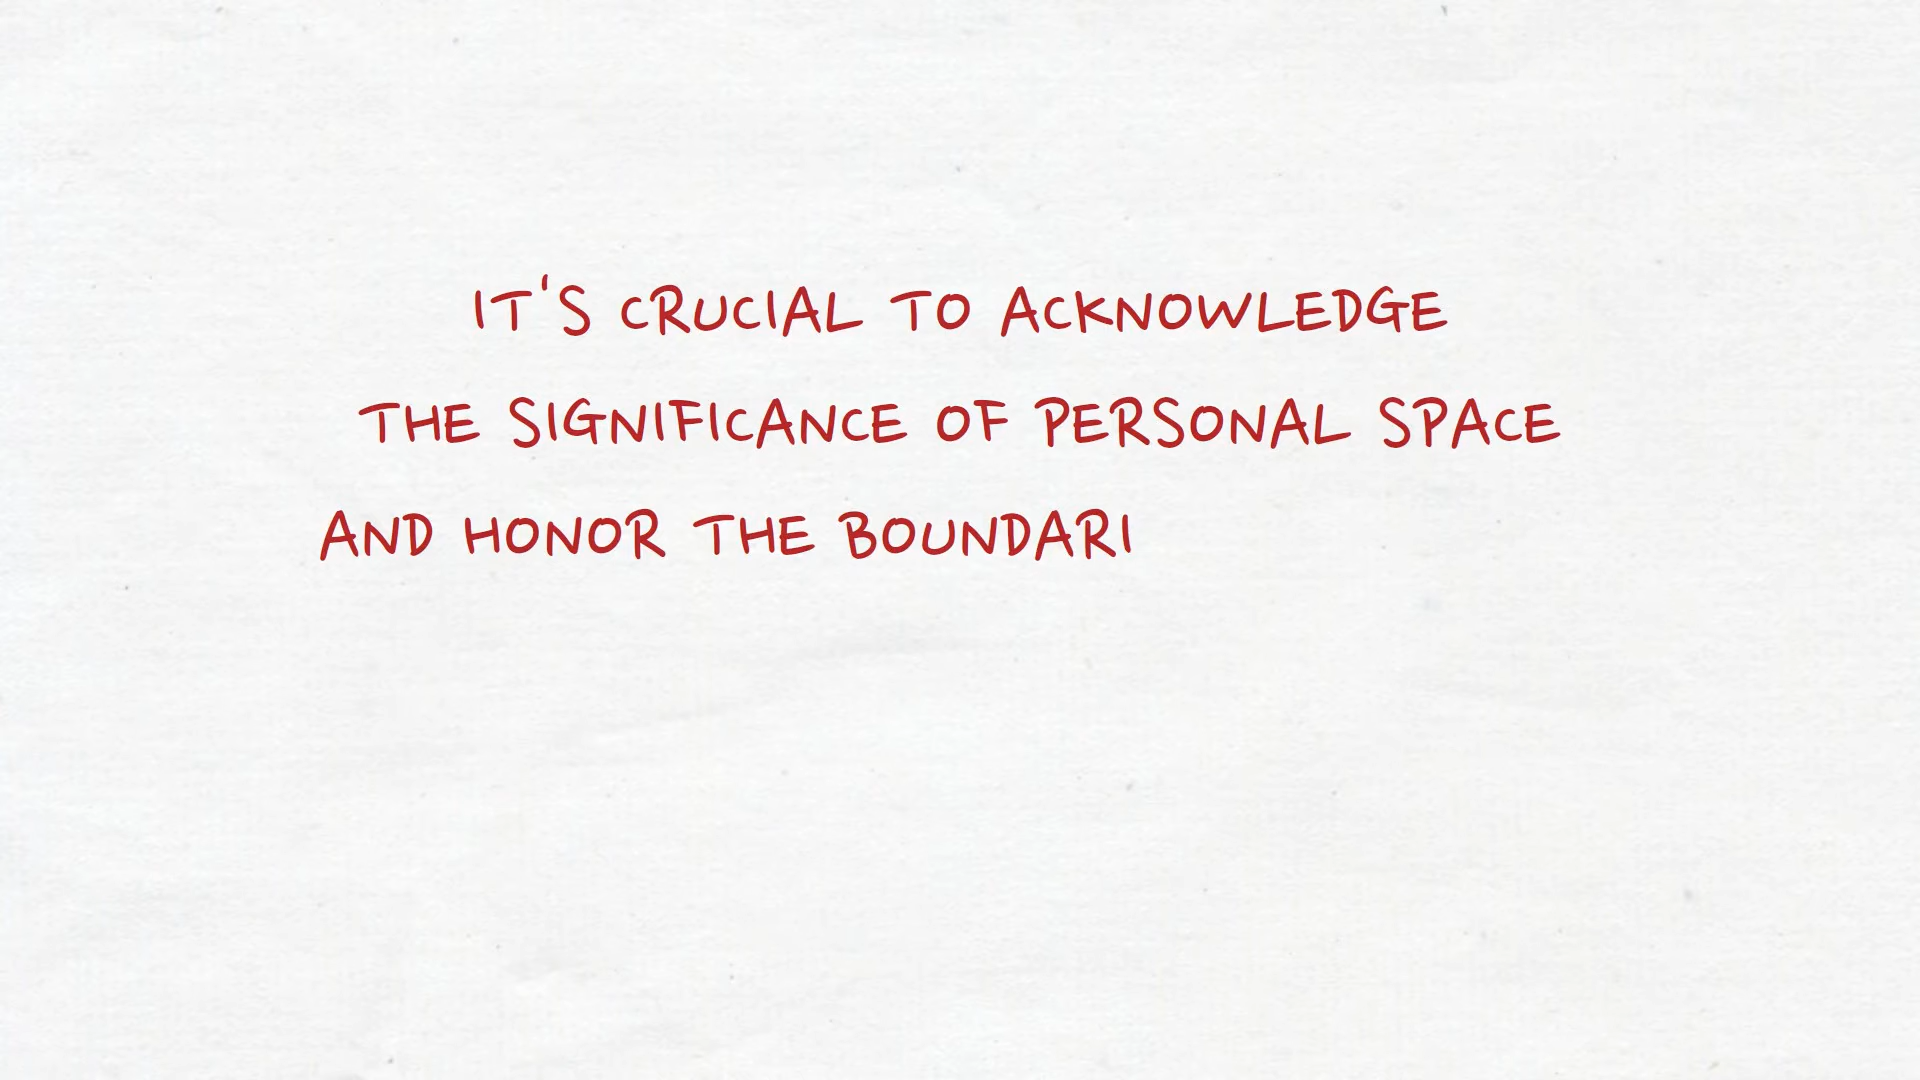 IT'S CRUCIAL TO ACKNOWLEDGE
THE SIGNIFICANCE OF PERSONAL SPACE
AND HONOR THE BOUNDARI